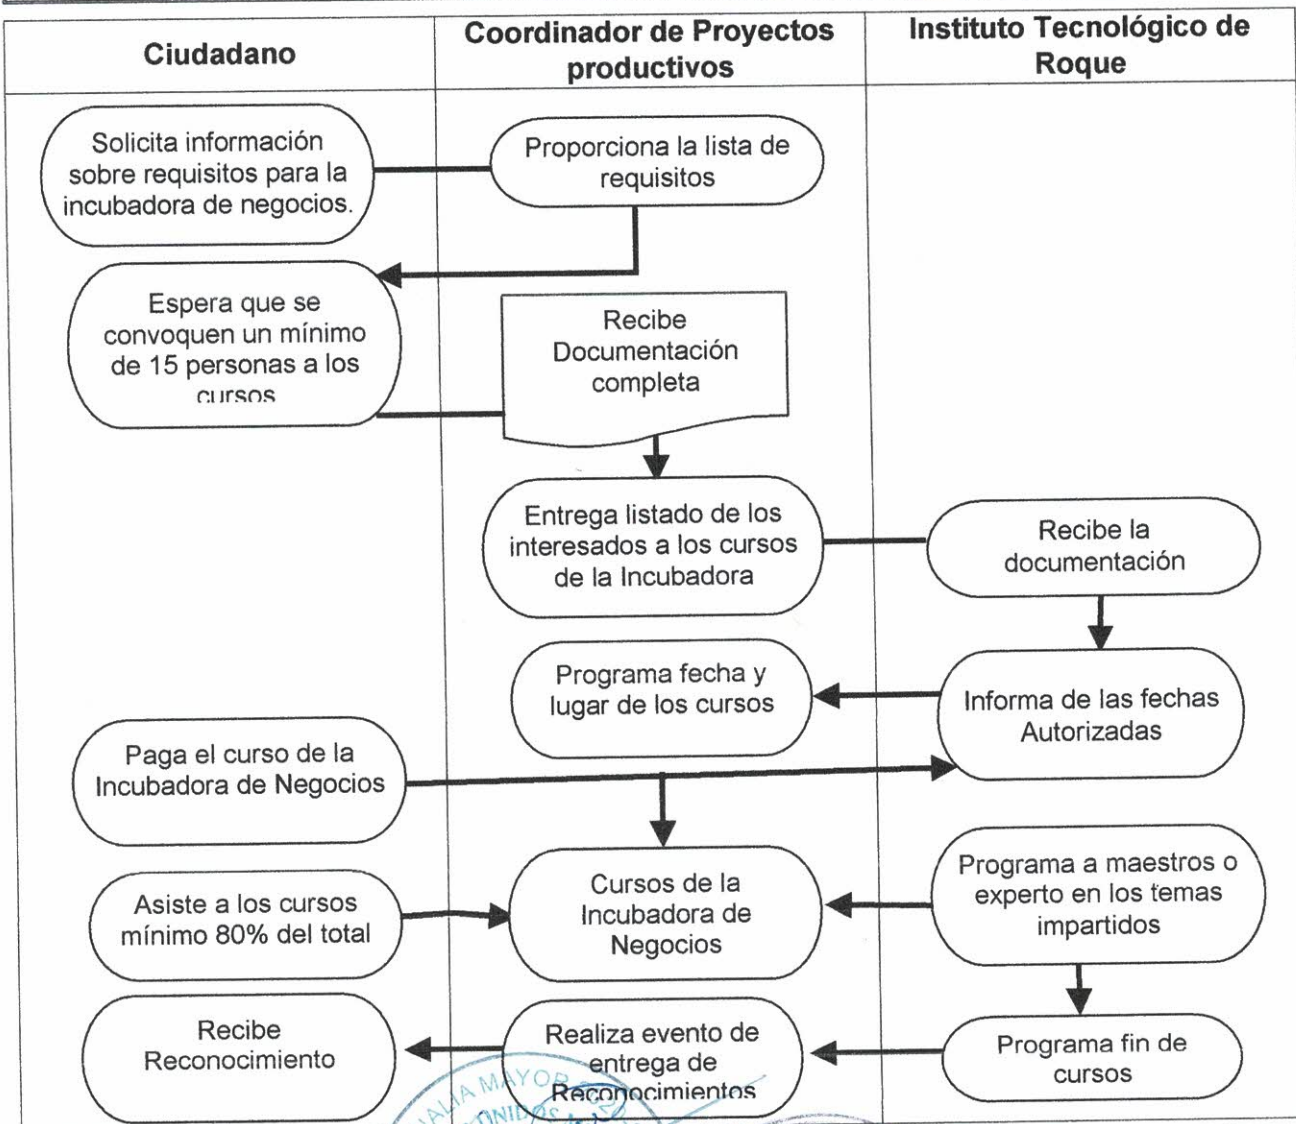 Ciudadano
Coordinador de Proyectos
productivos
Instituto Tecnológico de
Roque
Solicita información
sobre requisitos para la
incubadora de negocios.
Proporciona la lista de
requisitos
Espera que se
convoquen un mínimo
de 15 personas a los
cursos
Recibe
Documentación
completa
Entrega listado de los
interesados a los cursos
de la Incubadora
Recibe la
documentación
Programa fecha y
lugar de los cursos
Informa de las fechas
Autorizadas
Paga el curso de la
Incubadora de Negocios
Cursos de la
Incubadora de
Negocios
Programa a maestros o
experto en los temas
impartidos
Asiste a los cursos
mínimo 80% del total
Recibe
Reconocimiento
Realiza evento de
entrega de
Reconocimientos
Programa fin de
cursos
MAYOR
UNIDOS